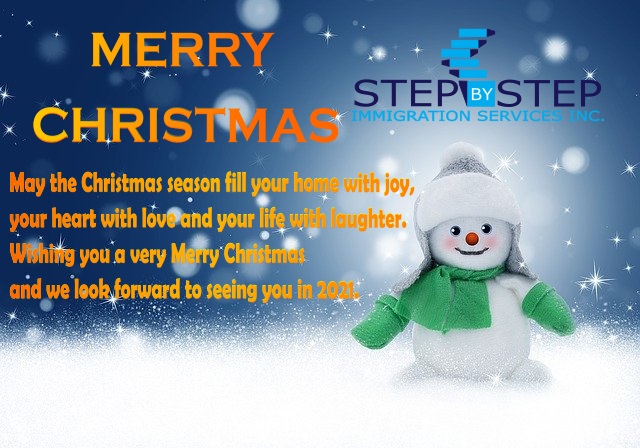 MERRY
CHRISTMAS
STEP BY STEP
IMMIGRATION SERVICES INC.
May the Christmas season fill your home with joy,
your heart with love and your life with laughter.
Wishing you a very Merry Christmas
and we look forward to seeing you in 2021.